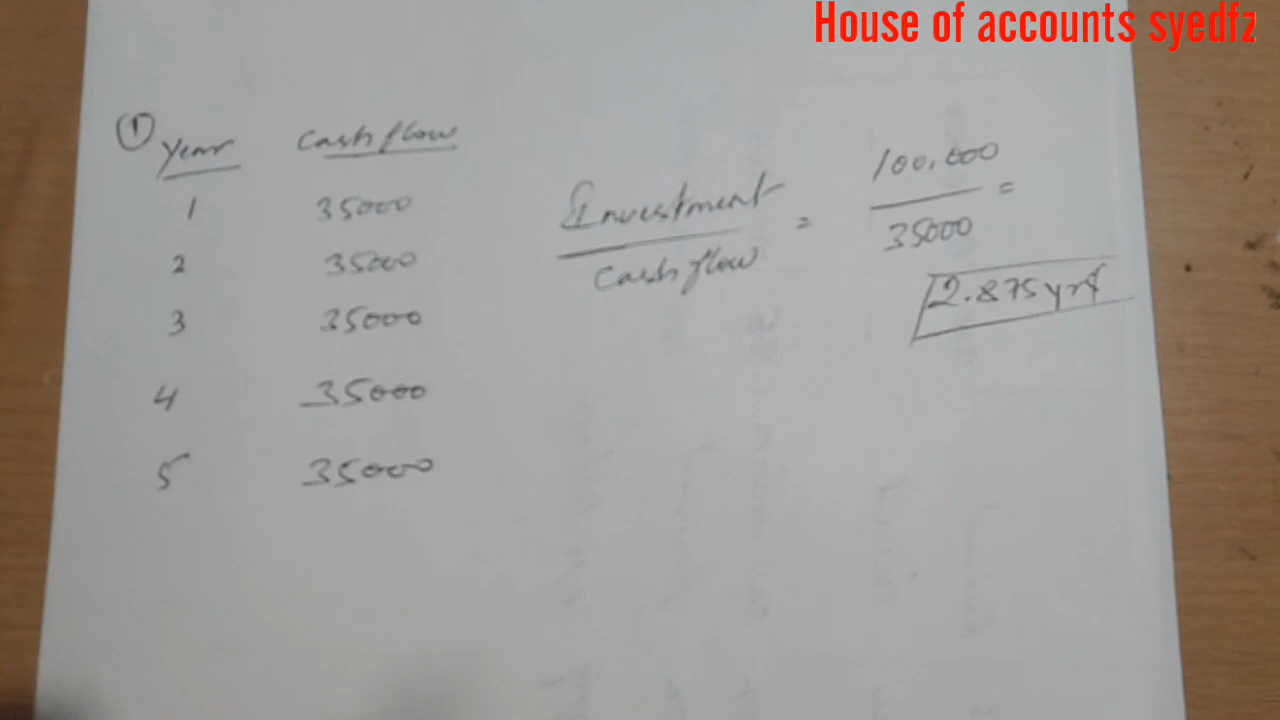 House of accounts syedfz
① Year Cash flow
1 35000
2 35000
3 35000
4 35000
5 35000
Investment
Cash flow
=
100,000
35000
=
2.875 yrs